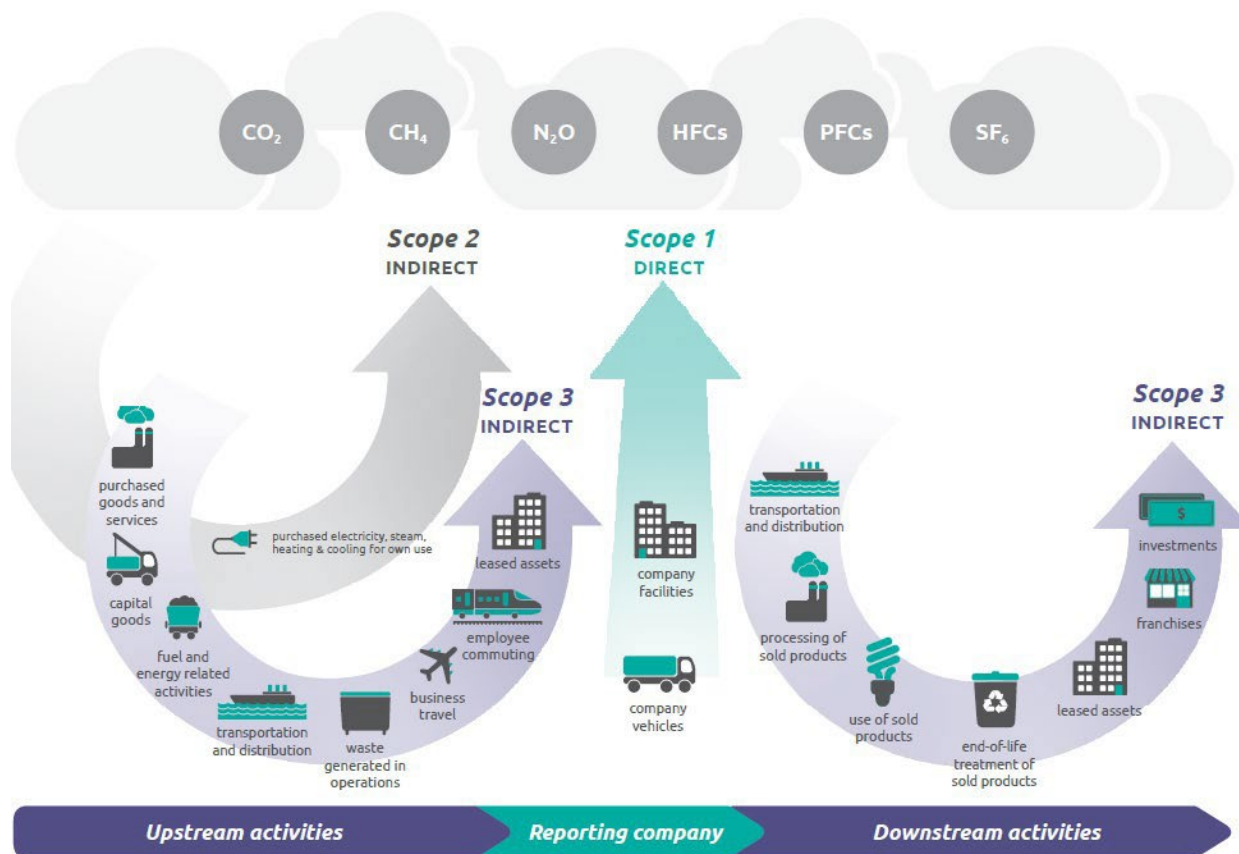 CO₂
CH₄
N₂O
HFCs
PFCs
SF₆
Scope 2
INDIRECT
Scope 1
DIRECT
Scope 3
INDIRECT
Scope 3
INDIRECT
purchased
goods and
services
capital
goods
fuel and
energy related
activities
transportation
and distribution
waste
generated in
operations
business
travel
employee
commuting
leased assets
purchased electricity, steam,
heating & cooling for own use
company
facilities
company
vehicles
transportation
and distribution
processing of
sold products
use of sold
products
end-of-life
treatment of
sold products
leased assets
franchises
$
investments
Upstream activities
Reporting company
Downstream activities